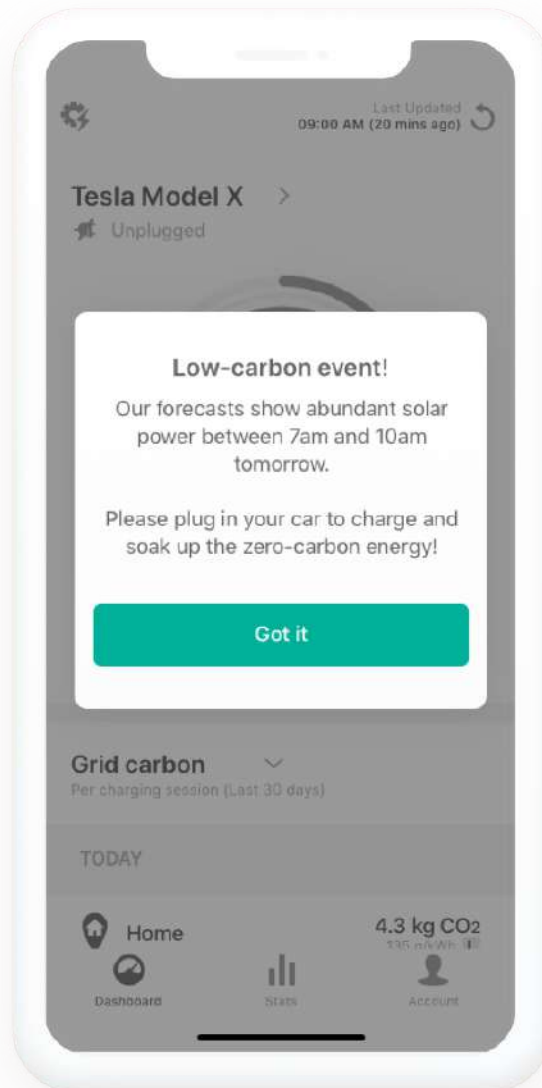 Last Updated
09:00 AM (20 mins ago)
Tesla Model X
Unplugged
Low-carbon event!
Our forecasts show abundant solar
power between 7am and 10am
tomorrow.
Please plug in your car to charge and
soak up the zero-carbon energy!
Got it
Grid carbon
Per charging session (Last 30 days)
TODAY
Home
4.3 kg CO2
Dashboard
Stats
Account